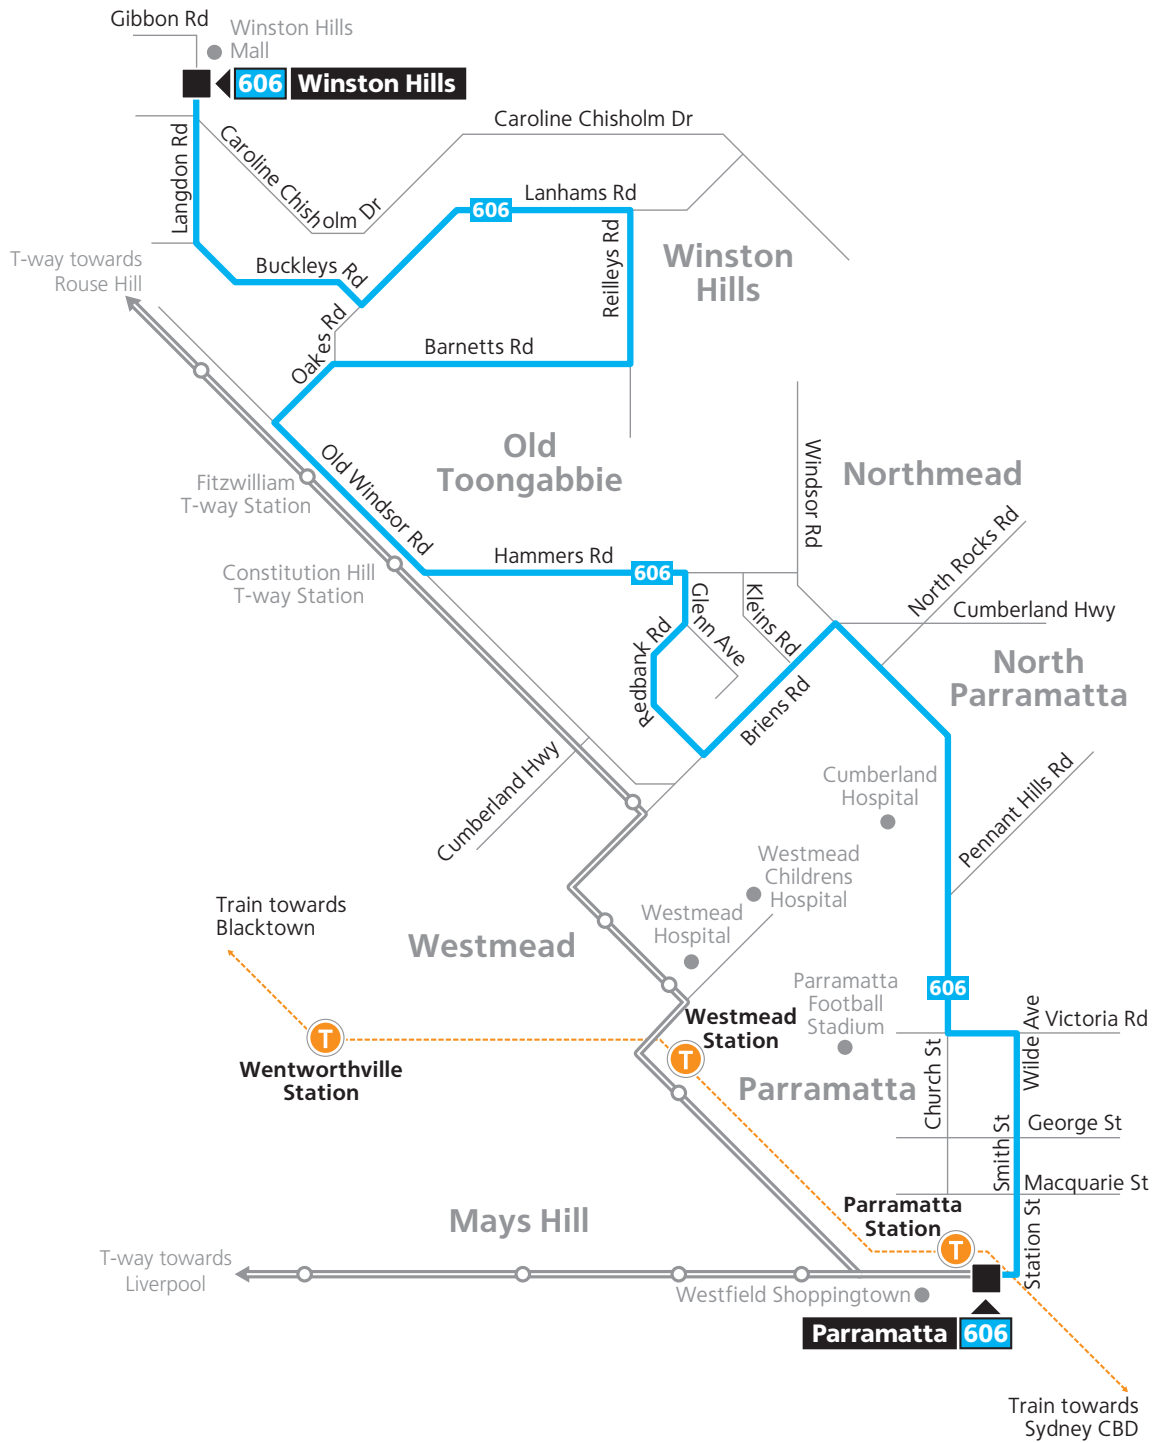 Gibbon Rd
Winston Hills
Mall
606 Winston Hills
Caroline Chisholm Dr
Langdon Rd
Caroline Chisholm Dr
606
Lanhams Rd
Reilleys Rd
Winston
Hills
T-way towards
Rouse Hill
Buckleys Rd
Oakes Rd
Barnetts Rd
Old
Toongabbie
Old Windsor Rd
Windsor Rd
Northmead
Fitzwilliam
T-way Station
North Rocks Rd
Hammers Rd
606
Constitution Hill
T-way Station
Glenn Ave
Kleins Rd
Cumberland Hwy
Redbank Rd
North
Parramatta
Briens Rd
Cumberland Hwy
Pennant Hills Rd
Cumberland
Hospital
Westmead
Childrens
Hospital
Train towards
Blacktown
Westmead
Westmead
Hospital
Parramatta
Football
Stadium
606
Wilde Ave
Victoria Rd
Westmead
Station
T
T
Wentworthville
Station
Parramatta
Church St
George St
Smith St
Macquarie St
Parramatta
Station
T
Station St
Mays Hill
T-way towards
Liverpool
Westfield Shoppingtown
Parramatta 606
Train towards
Sydney CBD